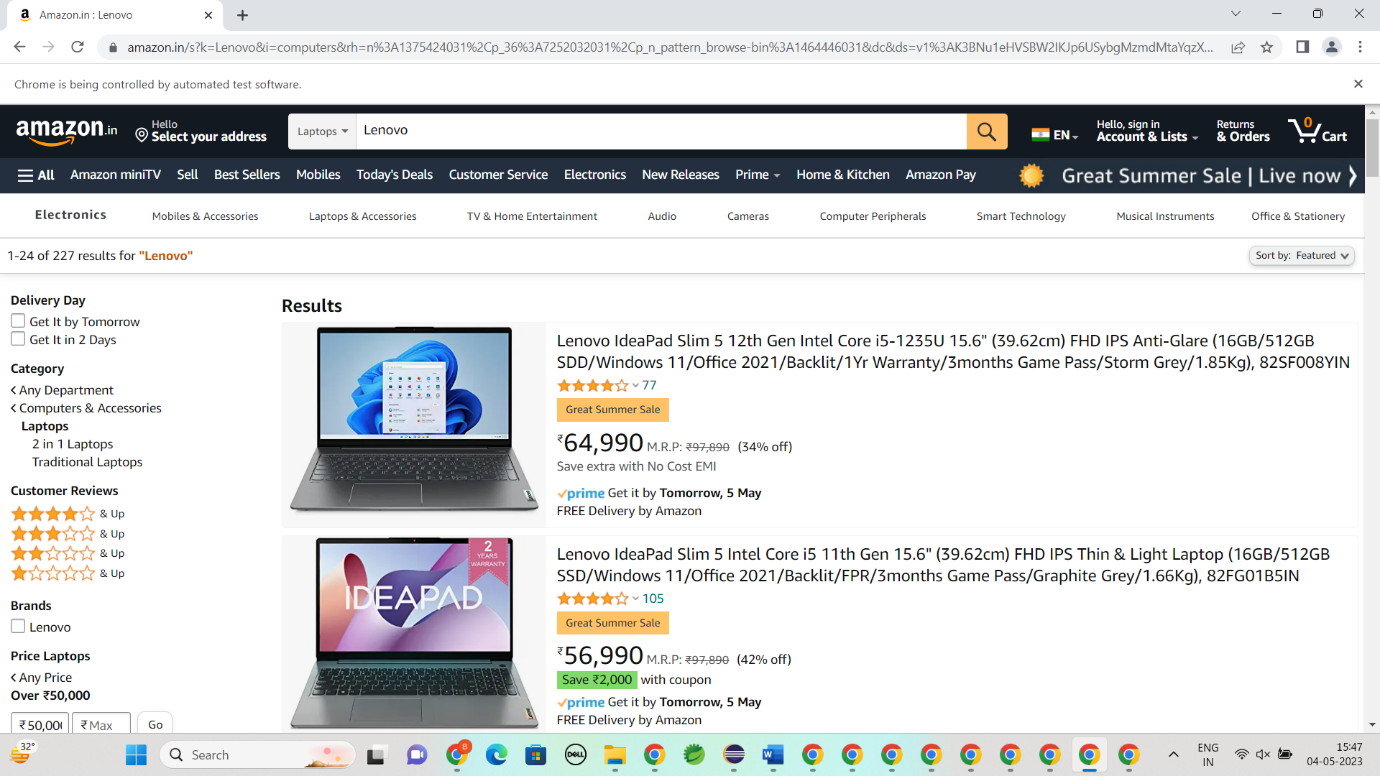 Amazon.in : Lenovo
amazon.in/s?k=Lenovo&i=computers&rh=n%3A1375424031%2Cp_36%3A7252032031%2Cp_n_pattern_browse-bin%3A1464446031&dc&ds=v1%3AK3BNu1eHVSBW2IKJp6USybgMzmdMtaYqzX...
Chrome is being controlled by automated test software.
amazon.in
Hello
Select your address
Laptops
Lenovo
EN
Hello, sign in
Account & Lists
Returns
& Orders
0
Cart
All Amazon miniTV Sell Best Sellers Mobiles Today's Deals Customer Service Electronics New Releases Prime Home & Kitchen Amazon Pay
Great Summer Sale | Live now
Electronics Mobiles & Accessories Laptops & Accessories TV & Home Entertainment Audio Cameras Computer Peripherals Smart Technology Musical Instruments Office & Stationery
1-24 of 227 results for "Lenovo"
Sort by: Featured
Delivery Day
Get It by Tomorrow
Get It in 2 Days
Category
Any Department
Computers & Accessories
Laptops
2 in 1 Laptops
Traditional Laptops
Customer Reviews
& Up
& Up
& Up
& Up
Brands
Lenovo
Price Laptops
Any Price
Over ₹50,000
₹50,00
₹Max
Go
Results
Lenovo IdeaPad Slim 5 12th Gen Intel Core i5-1235U 15.6" (39.62cm) FHD IPS Anti-Glare (16GB/512GB
SDD/Windows 11/Office 2021/Backlit/1Yr Warranty/3months Game Pass/Storm Grey/1.85Kg), 82SF008YIN
77
Great Summer Sale
₹64,990 M.R.P: ₹97,890 (34% off)
Save extra with No Cost EMI
prime Get it by Tomorrow, 5 May
FREE Delivery by Amazon
2
YEARS
WARRANTY
IDEAPAD
Lenovo IdeaPad Slim 5 Intel Core i5 11th Gen 15.6" (39.62cm) FHD IPS Thin & Light Laptop (16GB/512GB
SSD/Windows 11/Office 2021/Backlit/FPR/3months Game Pass/Graphite Grey/1.66Kg), 82FG01B5IN
105
Great Summer Sale
₹56,990 M.R.P: ₹97,890 (42% off)
Save ₹2,000 with coupon
prime Get it by Tomorrow, 5 May
FREE Delivery by Amazon
32°
Search
8
DELL
ENG
IN
15:47
04-05-2023